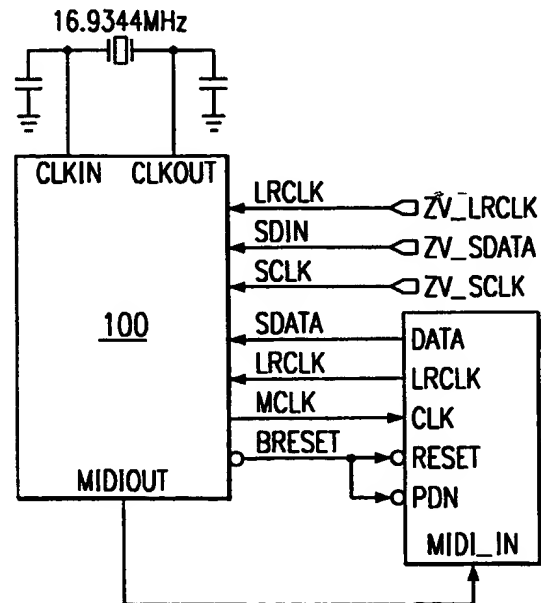 16.9344MHz
CLKIN CLKOUT
LRCLK ZV_LRCLK
SDIN ZV_SDATA
SCLK ZV_SCLK
100
SDATA DATA
LRCLK LRCLK
MCLK CLK
BRESET RESET
PDN
MIDIOUT
MIDI_IN